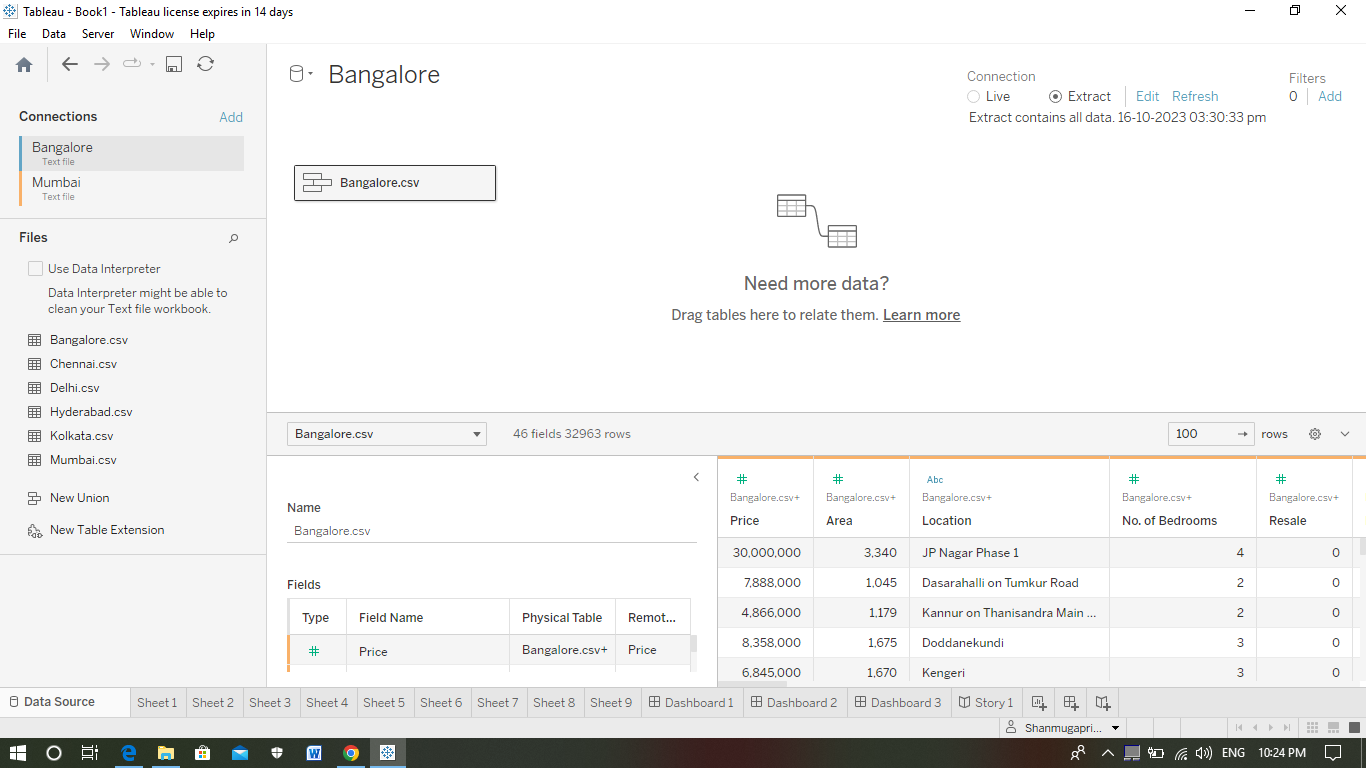 Tableau - Book1 - Tableau license expires in 14 days
File Data Server Window Help
Connections Add
Bangalore
Text file
Mumbai
Text file
Files
Use Data Interpreter
Data Interpreter might be able to
clean your Text file workbook.
Bangalore.csv
Chennai.csv
Delhi.csv
Hyderabad.csv
Kolkata.csv
Mumbai.csv
New Union
New Table Extension
Bangalore
Connection
Live Extract Edit Refresh
Extract contains all data. 16-10-2023 03:30:33 pm
Filters
0 Add
Bangalore.csv
Need more data?
Drag tables here to relate them. Learn more
Bangalore.csv 46 fields 32963 rows 100 rows
Name
Bangalore.csv
Fields
Type Field Name Physical Table Remot...
# Price Bangalore.csv+ Price
# # Abc # #
Bangalore.csv+ Bangalore.csv+ Bangalore.csv+ Bangalore.csv+ Bangalore.csv+
Price Area Location No. of Bedrooms Resale
30,000,000 3,340 JP Nagar Phase 1 4 0
7,888,000 1,045 Dasarahalli on Tumkur Road 2 0
4,866,000 1,179 Kannur on Thanisandra Main ... 2 0
8,358,000 1,675 Doddanekundi 3 0
6,845,000 1,670 Kengeri 3 0
Data Source Sheet 1 Sheet 2 Sheet 3 Sheet 4 Sheet 5 Sheet 6 Sheet 7 Sheet 8 Sheet 9 Dashboard 1 Dashboard 2 Dashboard 3 Story 1
Shanmugapri...
ENG 10:24 PM